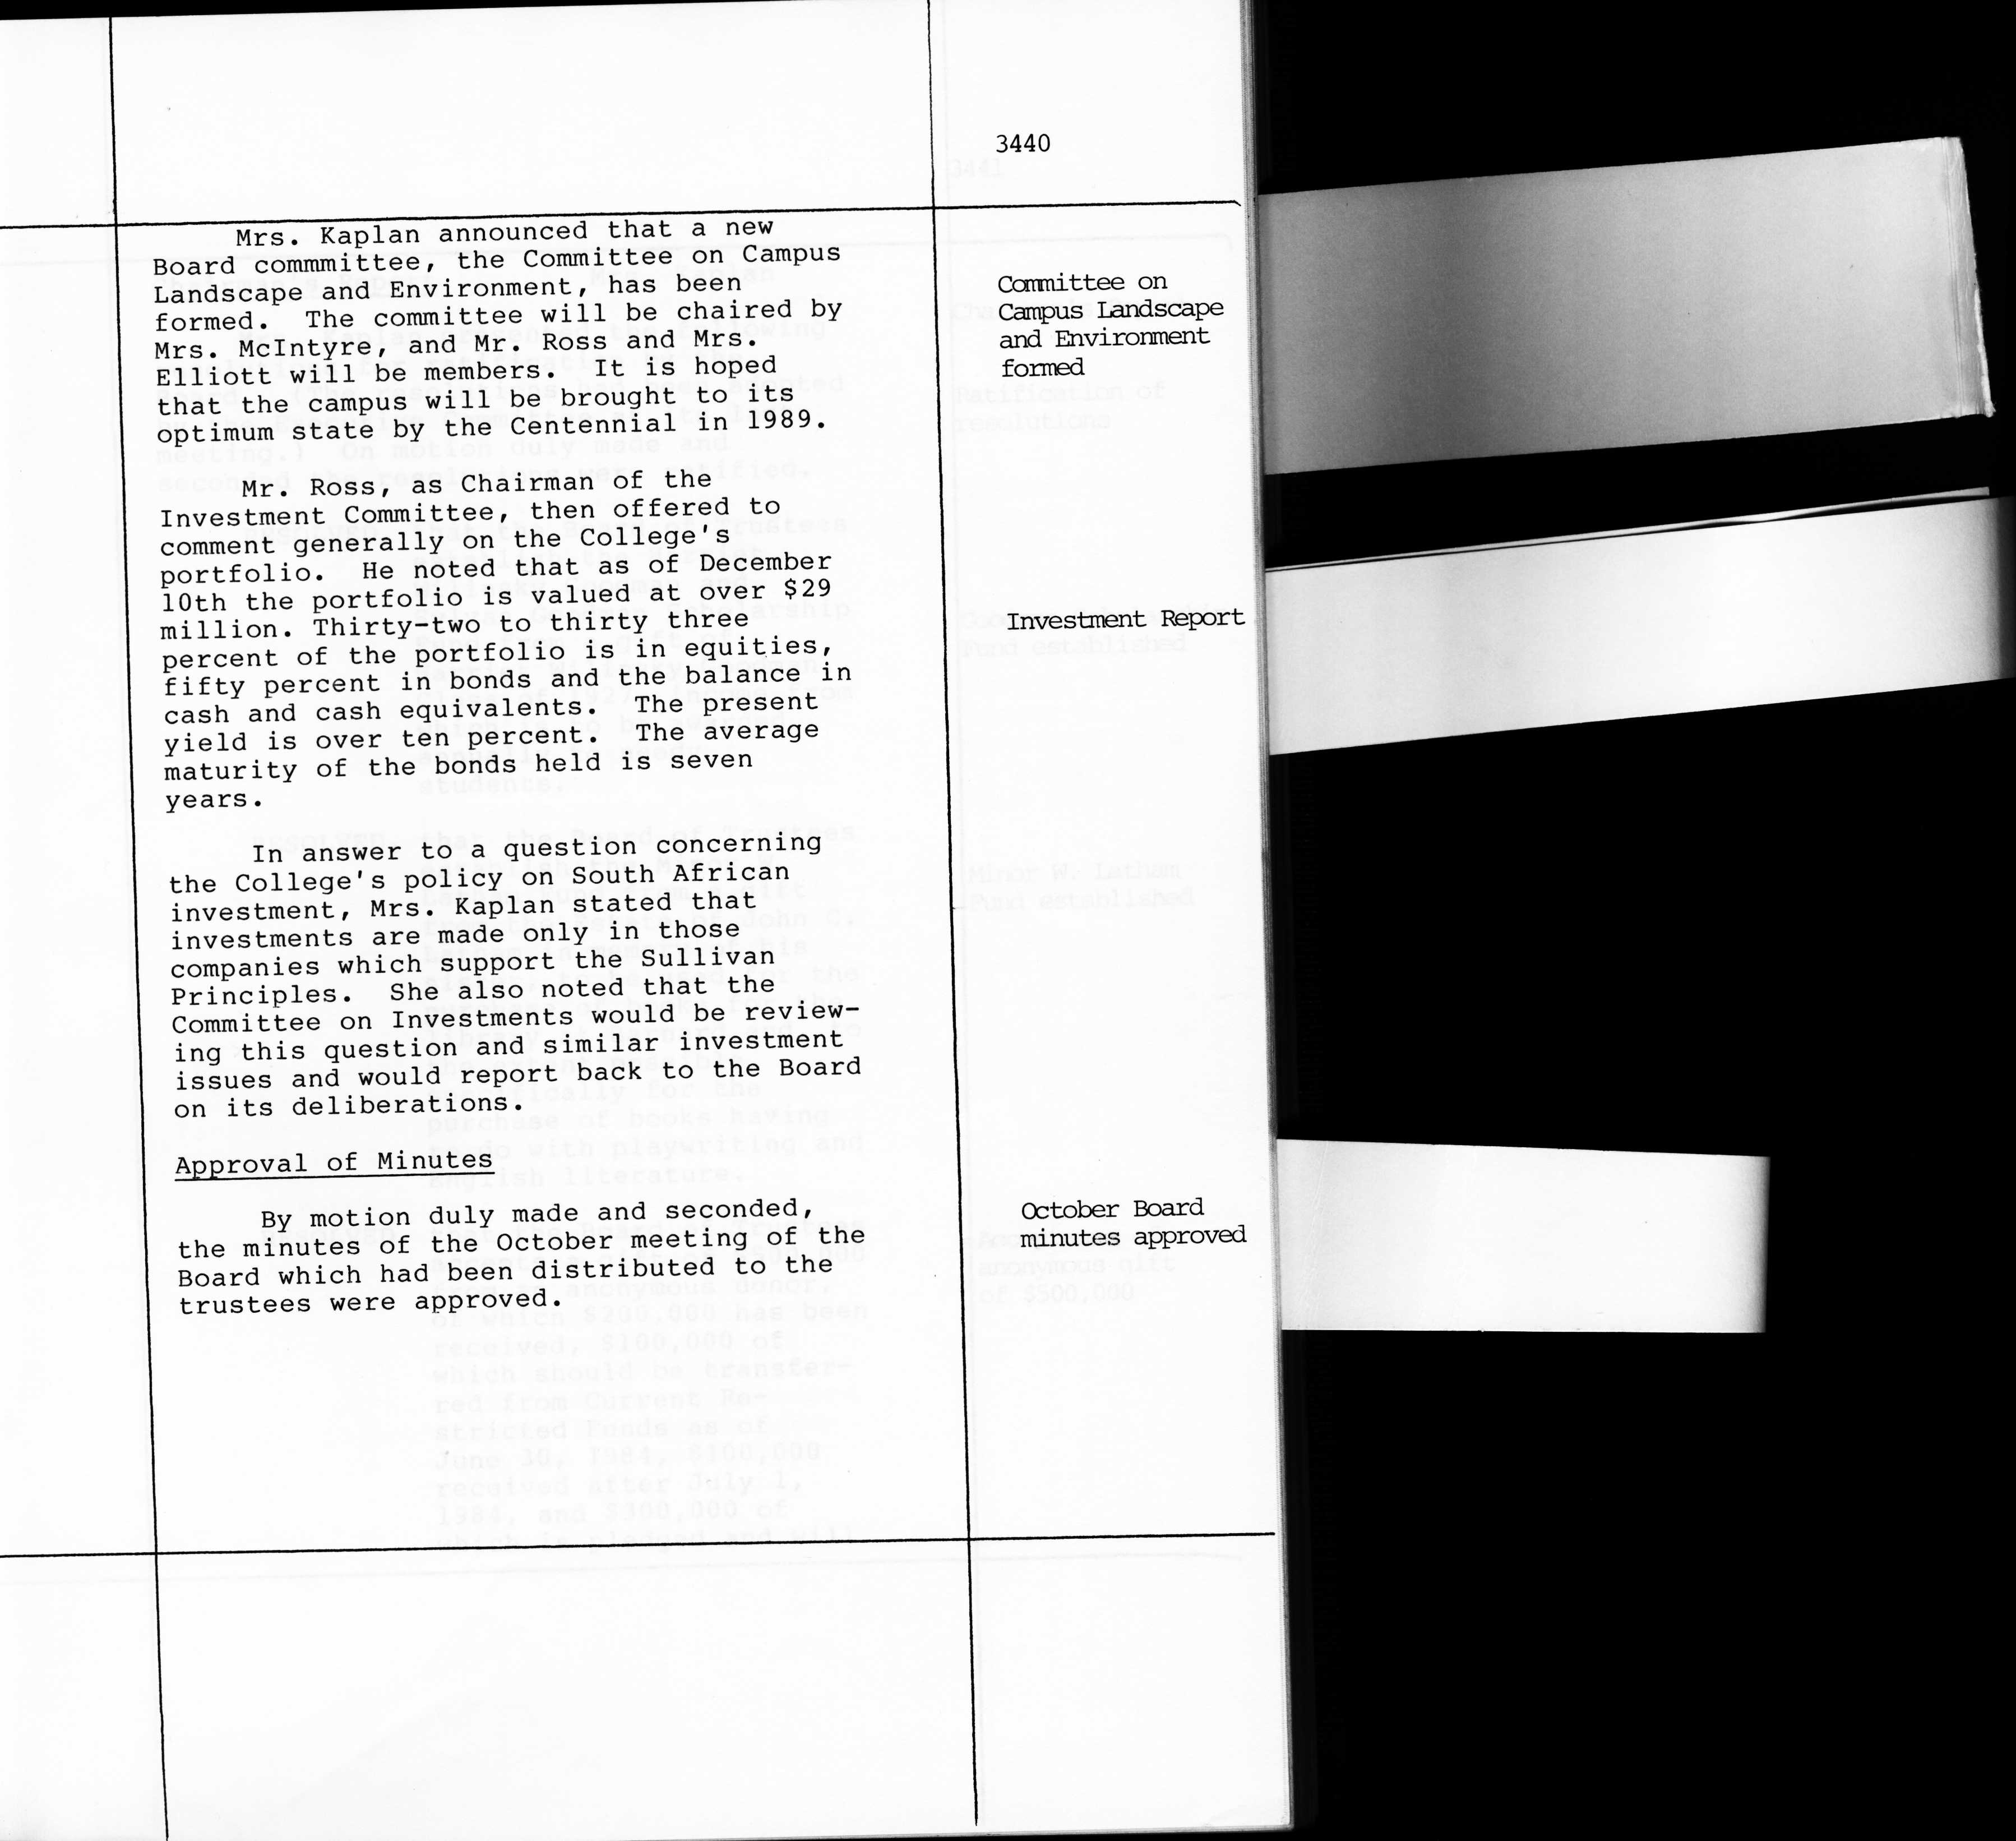 3440
Mrs. Kaplan announced that a new
Board commmittee, the Committee on Campus
Landscape and Environment, has been
formed. The committee will be chaired by
Mrs. McIntyre, and Mr. Ross and Mrs.
Elliott will be members. It is hoped
that the campus will be brought to its
optimum state by the Centennial in 1989.
Committee on
Campus Landscape
and Environment
formed
Mr. Ross, as Chairman of the
Investment Committee, then offered to
comment generally on the College's
portfolio. He noted that as of December
10th the portfolio is valued at over $29
million. Thirty-two to thirty three
percent of the portfolio is in equities,
fifty percent in bonds and the balance in
cash and cash equivalents. The present
yield is over ten percent. The average
maturity of the bonds held is seven
years.
Investment Report
In answer to a question concerning
the College's policy on South African
investment, Mrs. Kaplan stated that
investments are made only in those
companies which support the Sullivan
Principles. She also noted that the
Committee on Investments would be review-
ing this question and similar investment
issues and would report back to the Board
on its deliberations.
Approval of Minutes
By motion duly made and seconded,
the minutes of the October meeting of the
Board which had been distributed to the
trustees were approved.
October Board
minutes approved